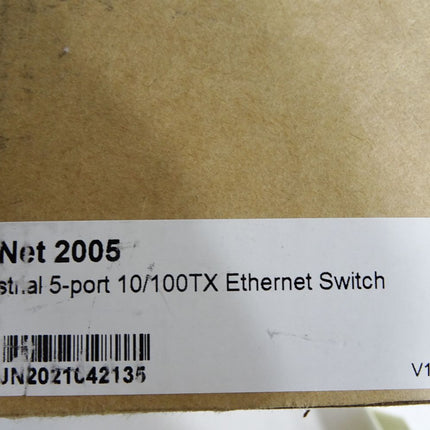 Net 2005
strial 5-port 10/100TX Ethernet Switch
JN2021042135
V1